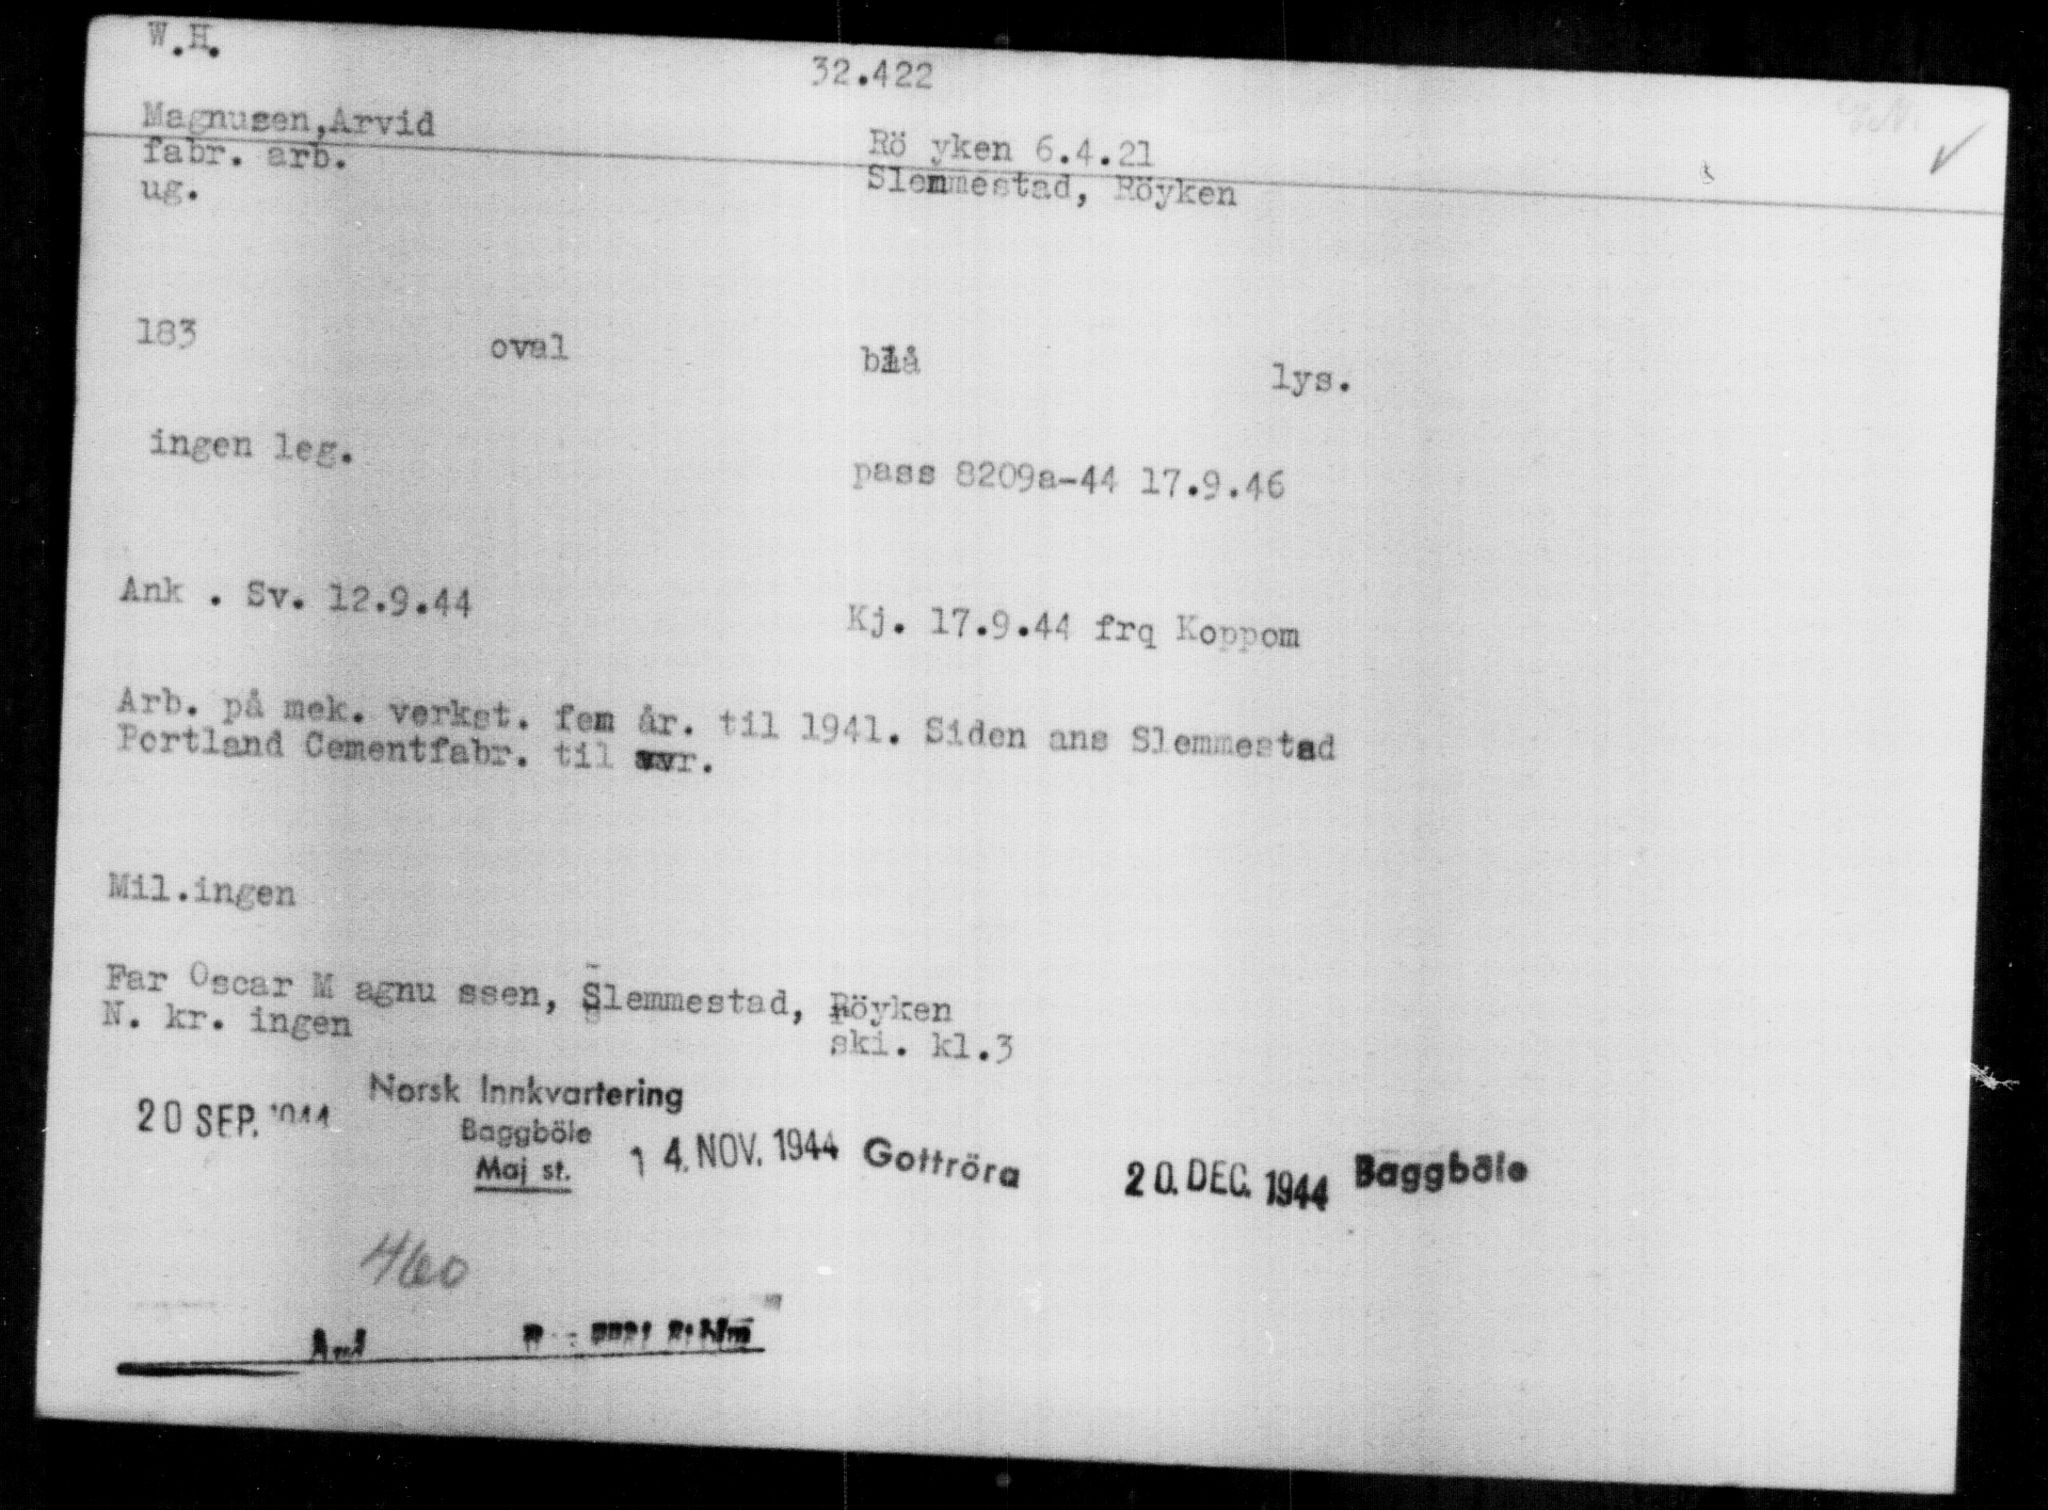 W.H.
32.422
Magnusen,Arvid
Rö yken 6.4.21
fabr. arb.
Slemmestad, Röyken
ug.
183 oval blå lys.
ingen leg.
pass 8209a-44 17.9.46
Ank . Sv. 12.9.44
Kj. 17.9.44 frq Koppom
Arb. på mek. verkst. fem år. til 1941. Siden ans Slemmestad
Portland Cementfabr. til avr.
Mil.ingen
Far Oscar M agnu ssen, Slemmestad, Röyken
N. kr. ingen
ski. kl.3
Norsk Innkvartering
20 SEP. 1944
Baggböle
Maj st.
14. NOV. 1944 Gottröra
20. DEC. 1944 Baggböle
460